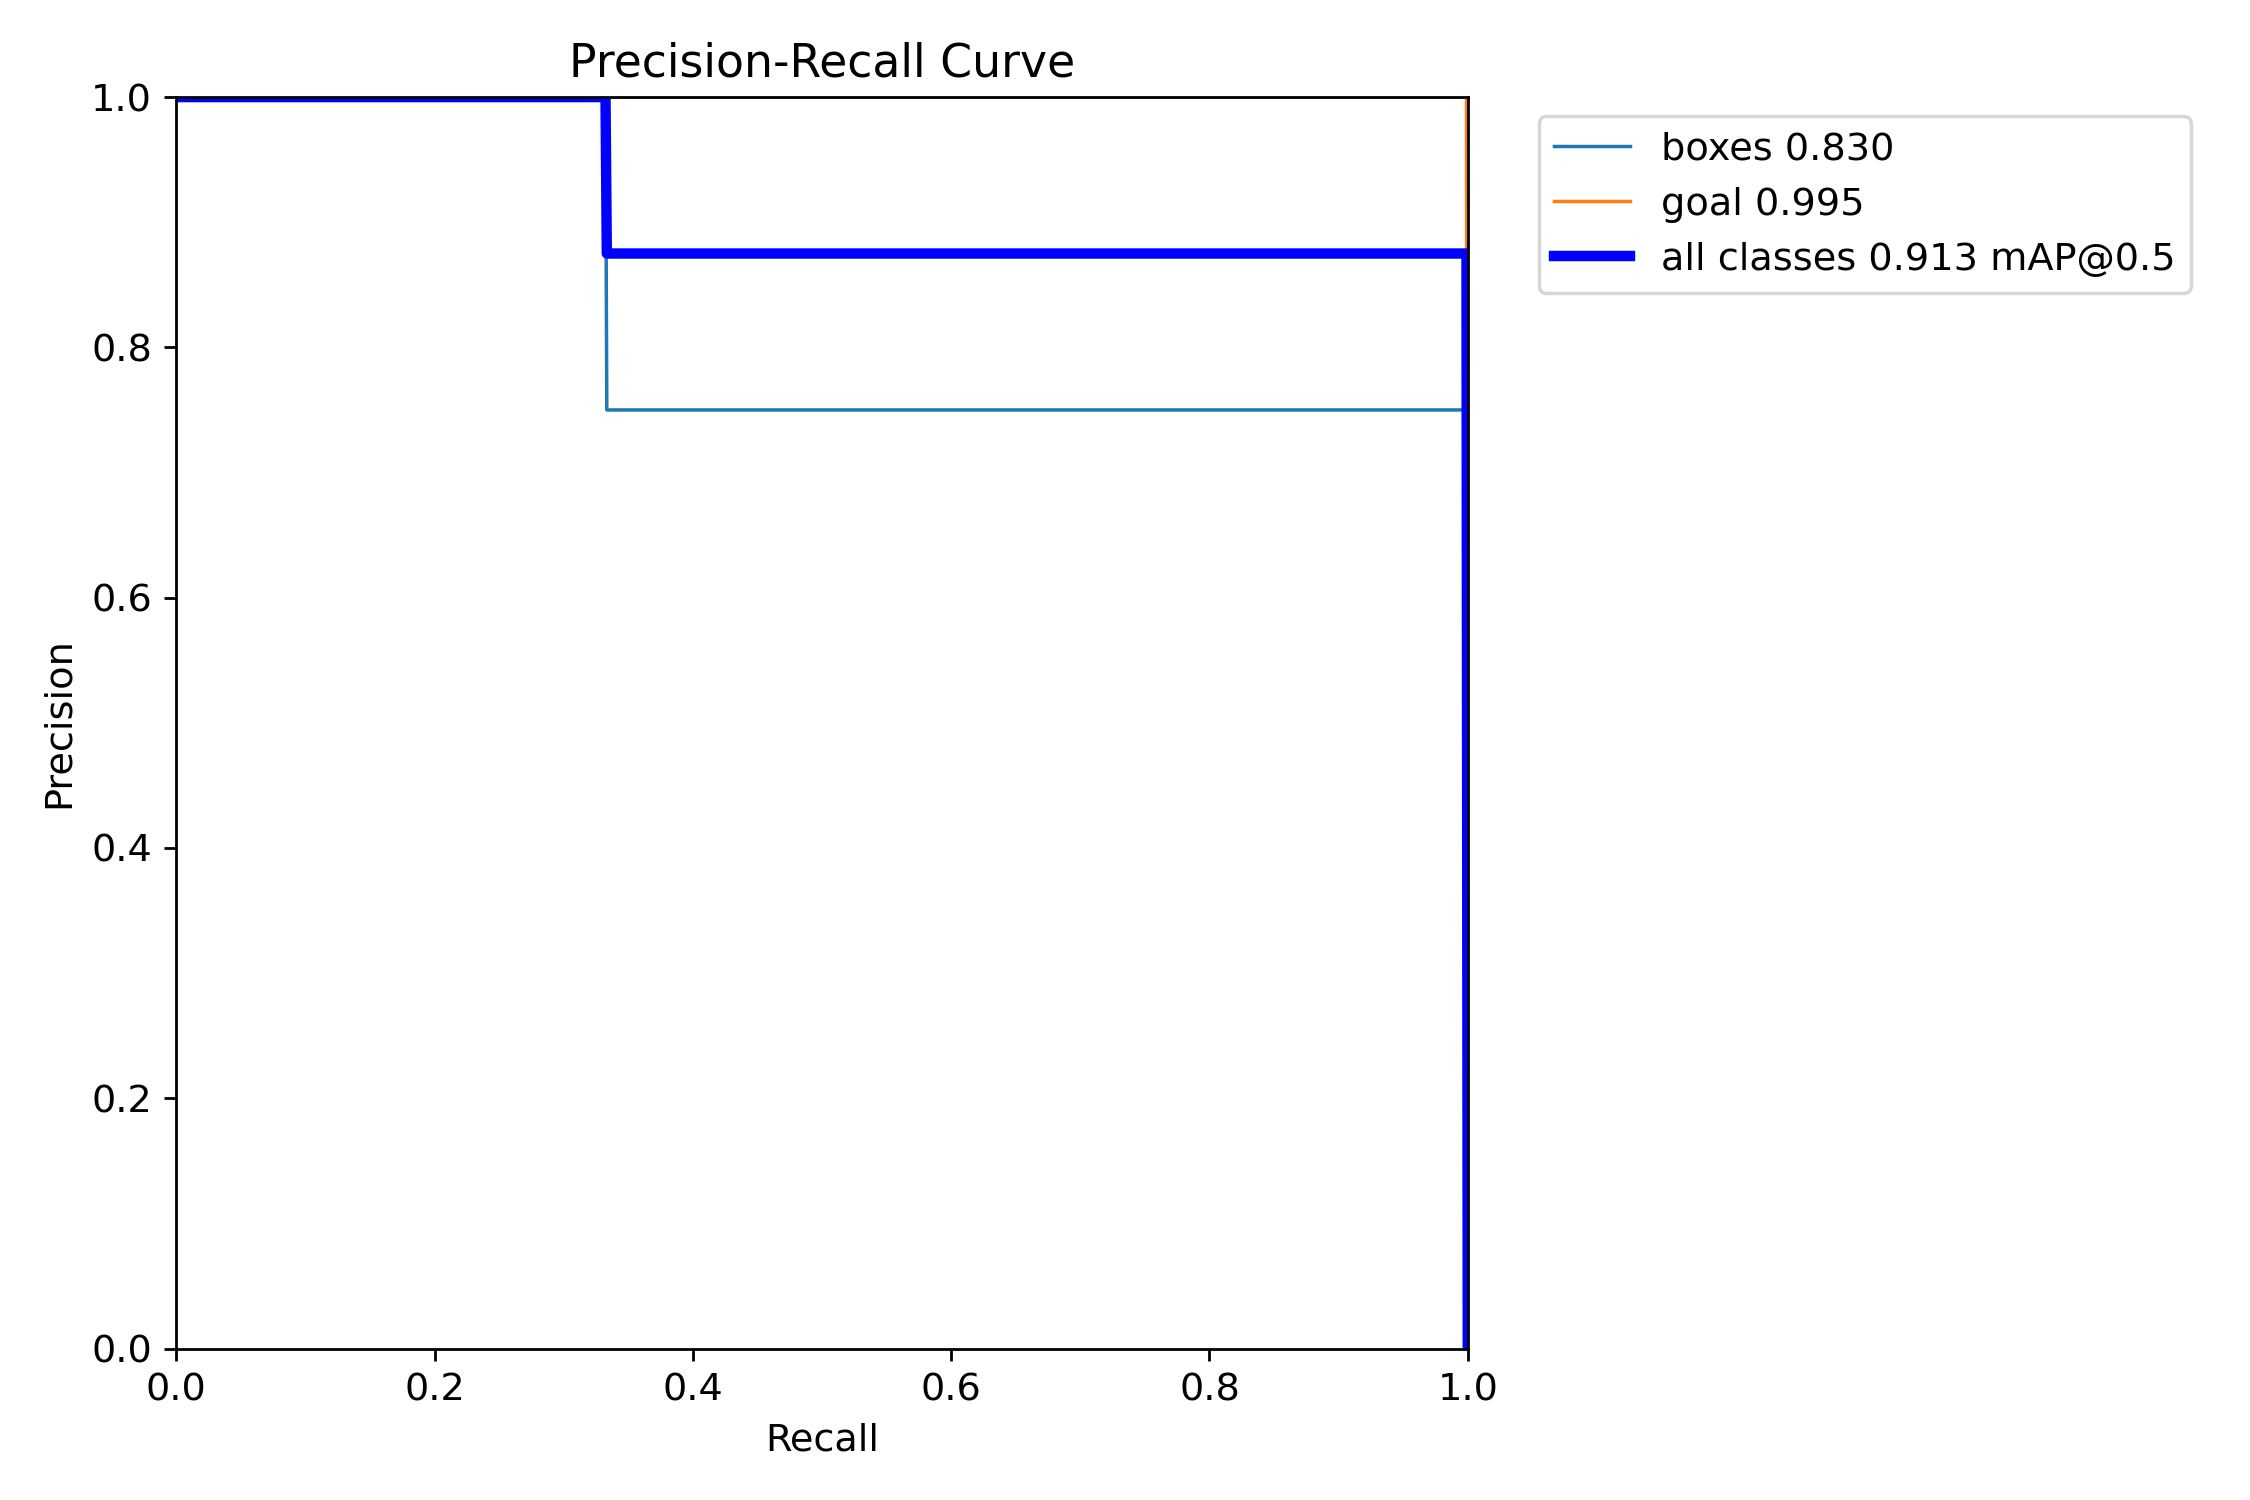 Precision-Recall Curve
1.0
0.8
0.6
0.4
0.2
0.0
Precision
0.0 0.2 0.4 0.6 0.8 1.0
Recall
boxes 0.830
goal 0.995
all classes 0.913 mAP@0.5